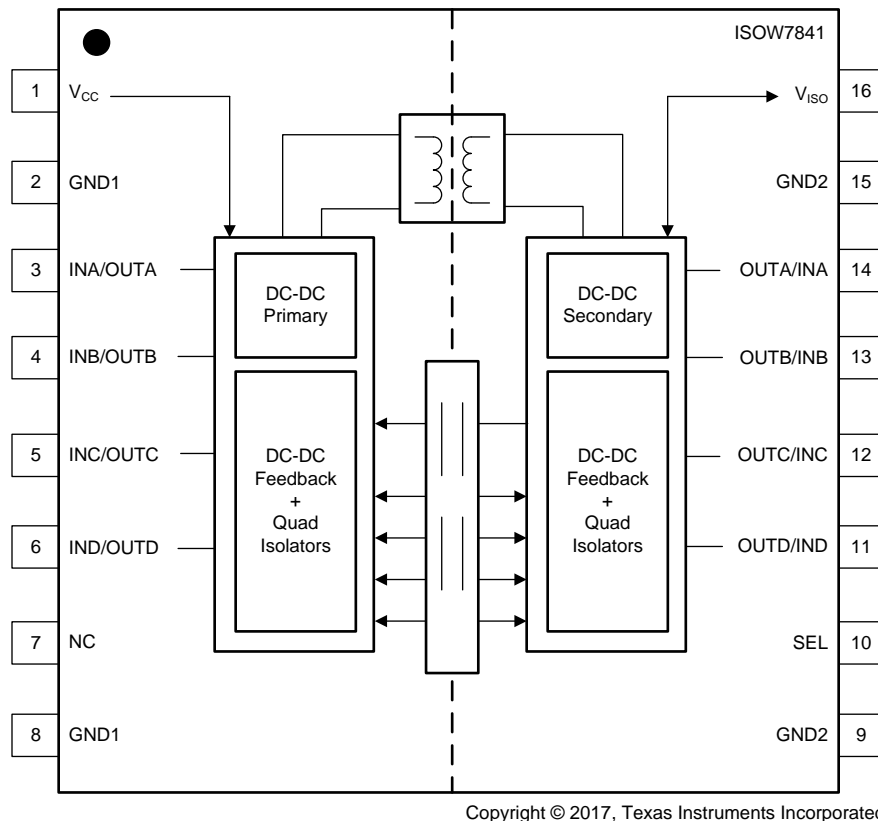 ISOW7841
1 VCC VISO 16
2 GND1 GND2 15
3 INA/OUTA OUTA/INA 14
DC-DC
Primary
DC-DC
Secondary
4 INB/OUTB OUTB/INB 13
5 INC/OUTC OUTC/INC 12
DC-DC
Feedback
+
Quad
Isolators
DC-DC
Feedback
+
Quad
Isolators
6 IND/OUTD OUTD/IND 11
7 NC SEL 10
8 GND1 GND2 9
Copyright © 2017, Texas Instruments Incorporated